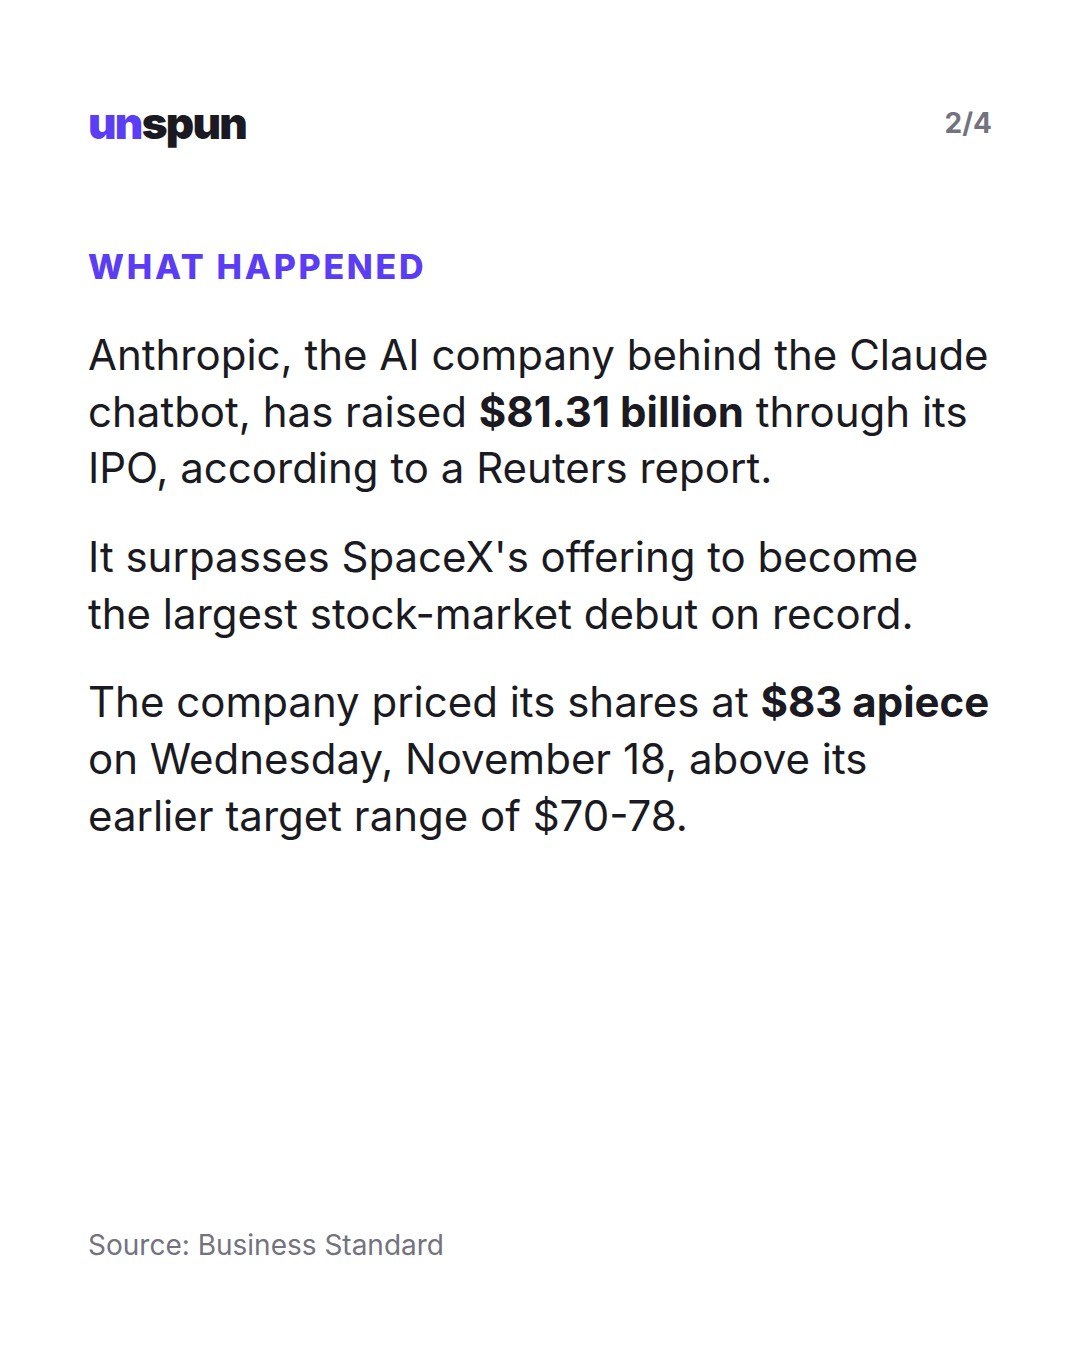 unspun
2/4
WHAT HAPPENED
Anthropic, the AI company behind the Claude
chatbot, has raised $81.31 billion through its
IPO, according to a Reuters report.
It surpasses SpaceX's offering to become
the largest stock-market debut on record.
The company priced its shares at $83 apiece
on Wednesday, November 18, above its
earlier target range of $70-78.
Source: Business Standard